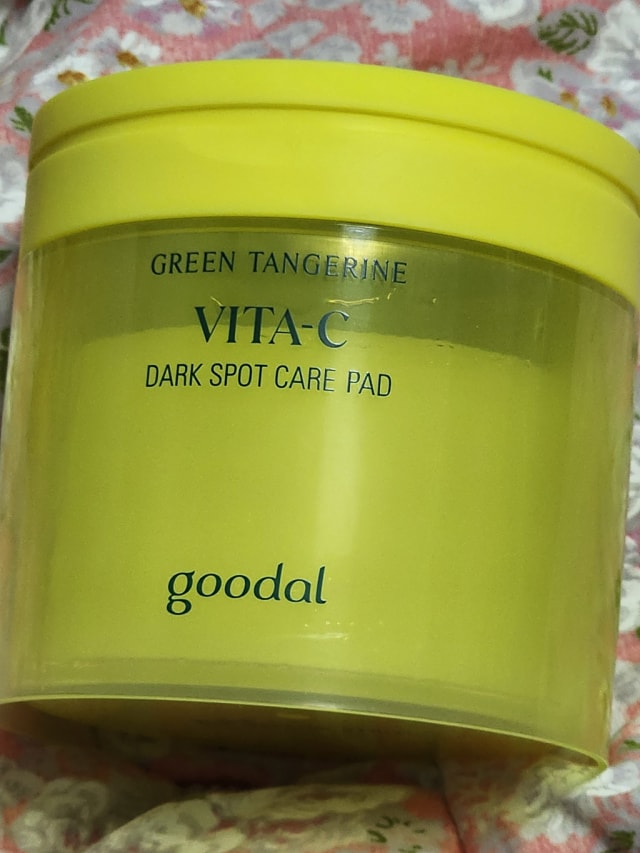 GREEN TANGERINE
VITA-C
DARK SPOT CARE PAD
goodal